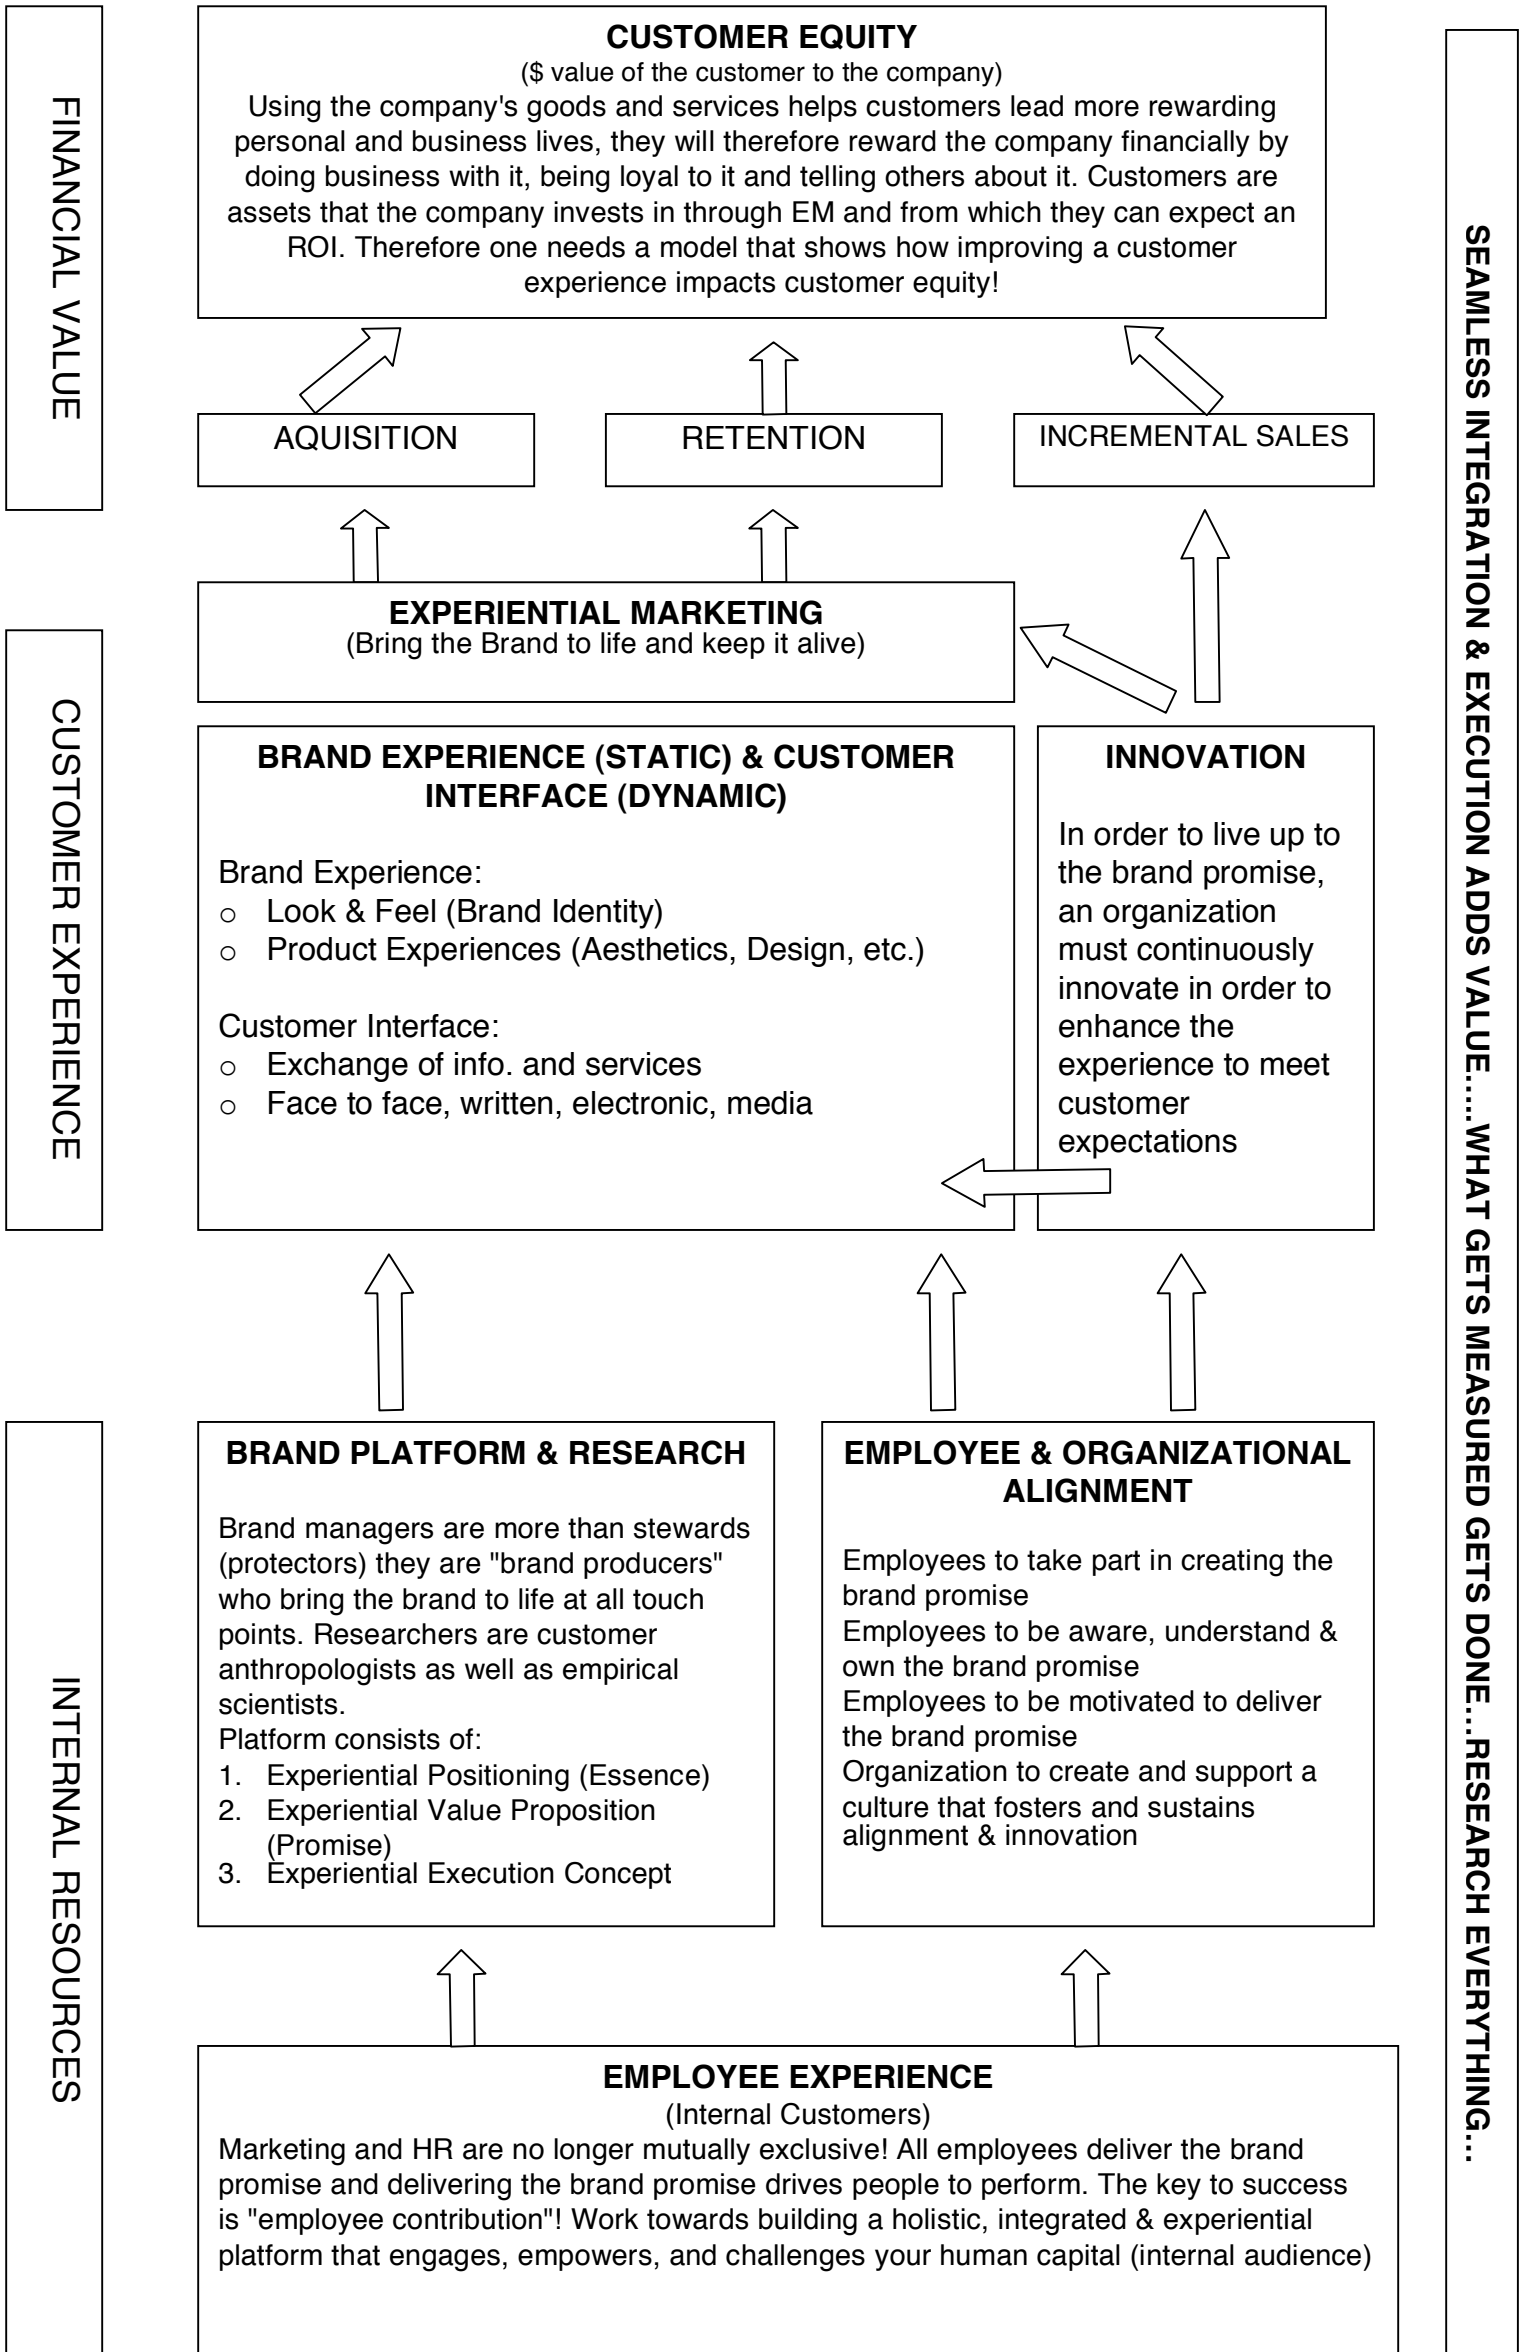 FINANCIAL VALUE
CUSTOMER EQUITY
($ value of the customer to the company)
Using the company's goods and services helps customers lead more rewarding
personal and business lives, they will therefore reward the company financially by
doing business with it, being loyal to it and telling others about it. Customers are
assets that the company invests in through EM and from which they can expect an
ROI. Therefore one needs a model that shows how improving a customer
experience impacts customer equity!
AQUISITION
RETENTION
INCREMENTAL SALES
CUSTOMER EXPERIENCE
EXPERIENTIAL MARKETING
(Bring the Brand to life and keep it alive)
BRAND EXPERIENCE (STATIC) & CUSTOMER
INTERFACE (DYNAMIC)
Brand Experience:
o Look & Feel (Brand Identity)
o Product Experiences (Aesthetics, Design, etc.)
Customer Interface:
o Exchange of info. and services
o Face to face, written, electronic, media
INNOVATION
In order to live up to
the brand promise,
an organization
must continuously
innovate in order to
enhance the
experience to meet
customer
expectations
INTERNAL RESOURCES
BRAND PLATFORM & RESEARCH
Brand managers are more than stewards
(protectors) they are "brand producers"
who bring the brand to life at all touch
points. Researchers are customer
anthropologists as well as empirical
scientists.
Platform consists of:
1. Experiential Positioning (Essence)
2. Experiential Value Proposition
(Promise)
3. Experiential Execution Concept
EMPLOYEE & ORGANIZATIONAL
ALIGNMENT
Employees to take part in creating the
brand promise
Employees to be aware, understand &
own the brand promise
Employees to be motivated to deliver
the brand promise
Organization to create and support a
culture that fosters and sustains
alignment & innovation
EMPLOYEE EXPERIENCE
(Internal Customers)
Marketing and HR are no longer mutually exclusive! All employees deliver the brand
promise and delivering the brand promise drives people to perform. The key to success
is "employee contribution"! Work towards building a holistic, integrated & experiential
platform that engages, empowers, and challenges your human capital (internal audience)
SEAMLESS INTEGRATION & EXECUTION ADDS VALUE.....WHAT GETS MEASURED GETS DONE...RESEARCH EVERYTHING...